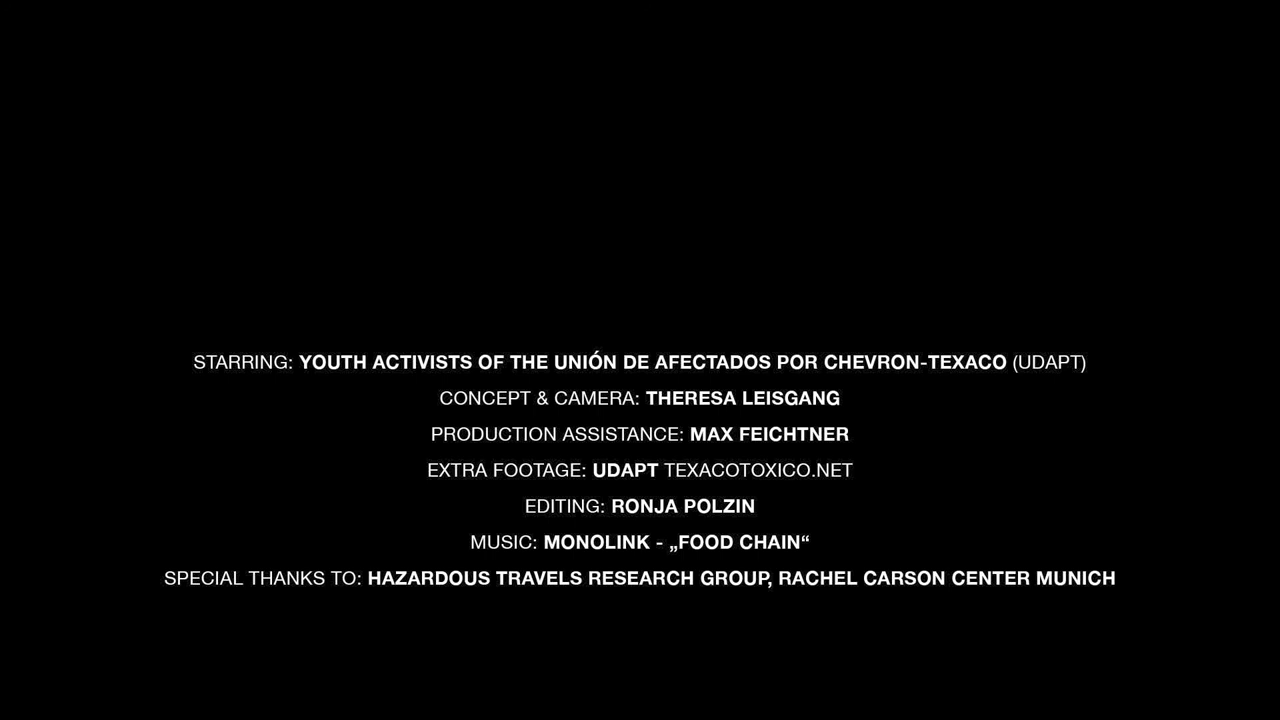 STARRING: YOUTH ACTIVISTS OF THE UNIÓN DE AFECTADOS POR CHEVRON-TEXACO (UDAPT)
CONCEPT & CAMERA: THERESA LEISGANG
PRODUCTION ASSISTANCE: MAX FEICHTNER
EXTRA FOOTAGE: UDAPT TEXACOTOXICO.NET
EDITING: RONJA POLZIN
MUSIC: MONOLINK - „FOOD CHAIN“
SPECIAL THANKS TO: HAZARDOUS TRAVELS RESEARCH GROUP, RACHEL CARSON CENTER MUNICH